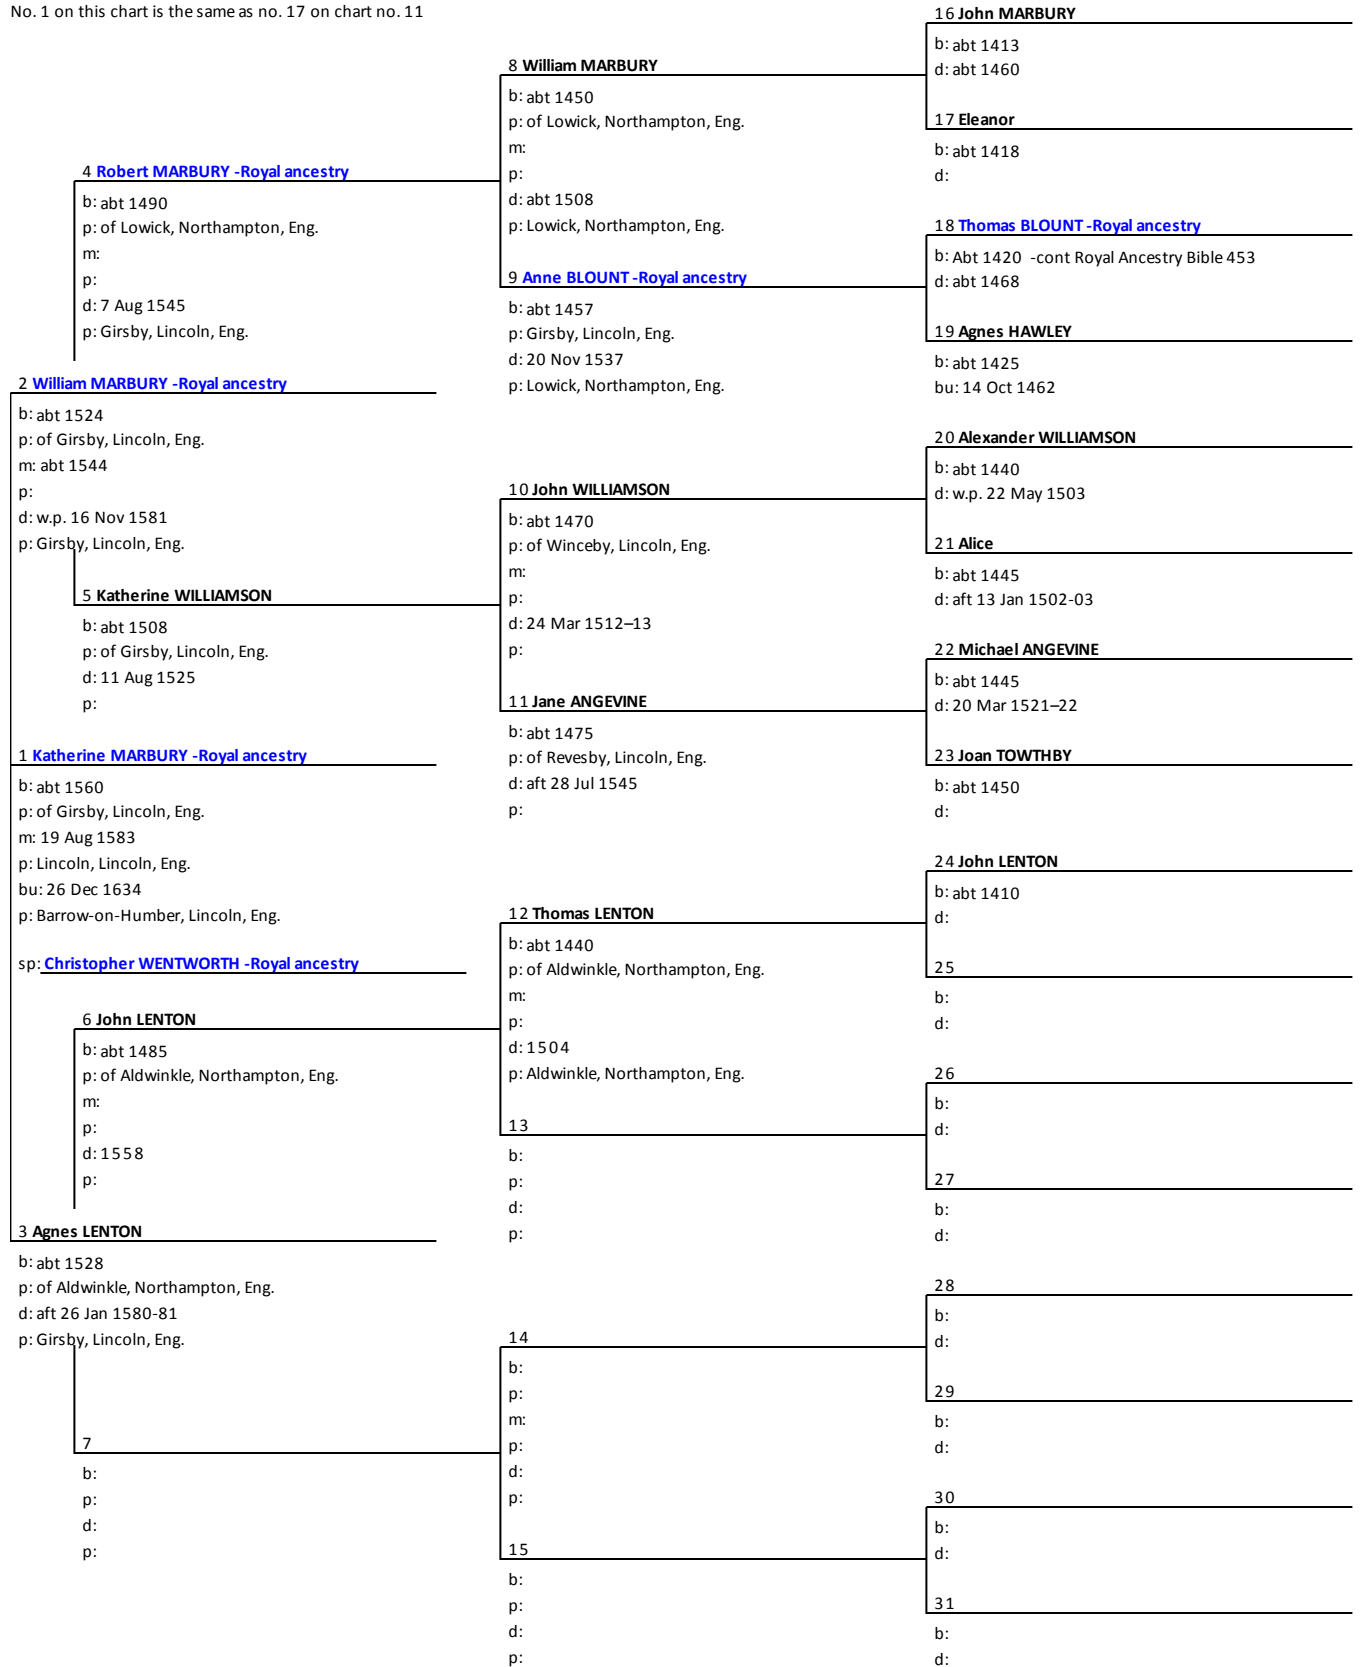 No. 1 on this chart is the same as no. 17 on chart no. 11
16 John MARBURY
b: abt 1413
d: abt 1460
8 William MARBURY
b: abt 1450
p: of Lowick, Northampton, Eng.
m:
p:
d: abt 1508
p: Lowick, Northampton, Eng.
17 Eleanor
b: abt 1418
d:
4 Robert MARBURY -Royal ancestry
b: abt 1490
p: of Lowick, Northampton, Eng.
m:
p:
d: 7 Aug 1545
p: Girsby, Lincoln, Eng.
18 Thomas BLOUNT -Royal ancestry
b: Abt 1420 -cont Royal Ancestry Bible 453
d: abt 1468
9 Anne BLOUNT -Royal ancestry
b: abt 1457
p: Girsby, Lincoln, Eng.
d: 20 Nov 1537
p: Lowick, Northampton, Eng.
19 Agnes HAWLEY
b: abt 1425
bu: 14 Oct 1462
2 William MARBURY -Royal ancestry
b: abt 1524
p: of Girsby, Lincoln, Eng.
m: abt 1544
p:
d: w.p. 16 Nov 1581
p: Girsby, Lincoln, Eng.
20 Alexander WILLIAMSON
b: abt 1440
d: w.p. 22 May 1503
10 John WILLIAMSON
b: abt 1470
p: of Winceby, Lincoln, Eng.
m:
p:
d: 24 Mar 1512–13
p:
21 Alice
b: abt 1445
d: aft 13 Jan 1502-03
5 Katherine WILLIAMSON
b: abt 1508
p: of Girsby, Lincoln, Eng.
d: 11 Aug 1525
p:
22 Michael ANGEVINE
b: abt 1445
d: 20 Mar 1521–22
11 Jane ANGEVINE
b: abt 1475
p: of Revesby, Lincoln, Eng.
d: aft 28 Jul 1545
p:
23 Joan TOWTHBY
b: abt 1450
d:
1 Katherine MARBURY -Royal ancestry
b: abt 1560
p: of Girsby, Lincoln, Eng.
m: 19 Aug 1583
p: Lincoln, Lincoln, Eng.
bu: 26 Dec 1634
p: Barrow-on-Humber, Lincoln, Eng.
sp: Christopher WENTWORTH -Royal ancestry
24 John LENTON
b: abt 1410
d:
12 Thomas LENTON
b: abt 1440
p: of Aldwinkle, Northampton, Eng.
m:
p:
d: 1504
p: Aldwinkle, Northampton, Eng.
25
b:
d:
6 John LENTON
b: abt 1485
p: of Aldwinkle, Northampton, Eng.
m:
p:
d: 1558
p:
26
b:
d:
13
b:
p:
d:
p:
27
b:
d:
3 Agnes LENTON
b: abt 1528
p: of Aldwinkle, Northampton, Eng.
d: aft 26 Jan 1580-81
p: Girsby, Lincoln, Eng.
28
b:
d:
14
b:
p:
m:
p:
d:
p:
29
b:
d:
7
b:
p:
d:
p:
30
b:
d:
15
b:
p:
d:
p:
31
b:
d: